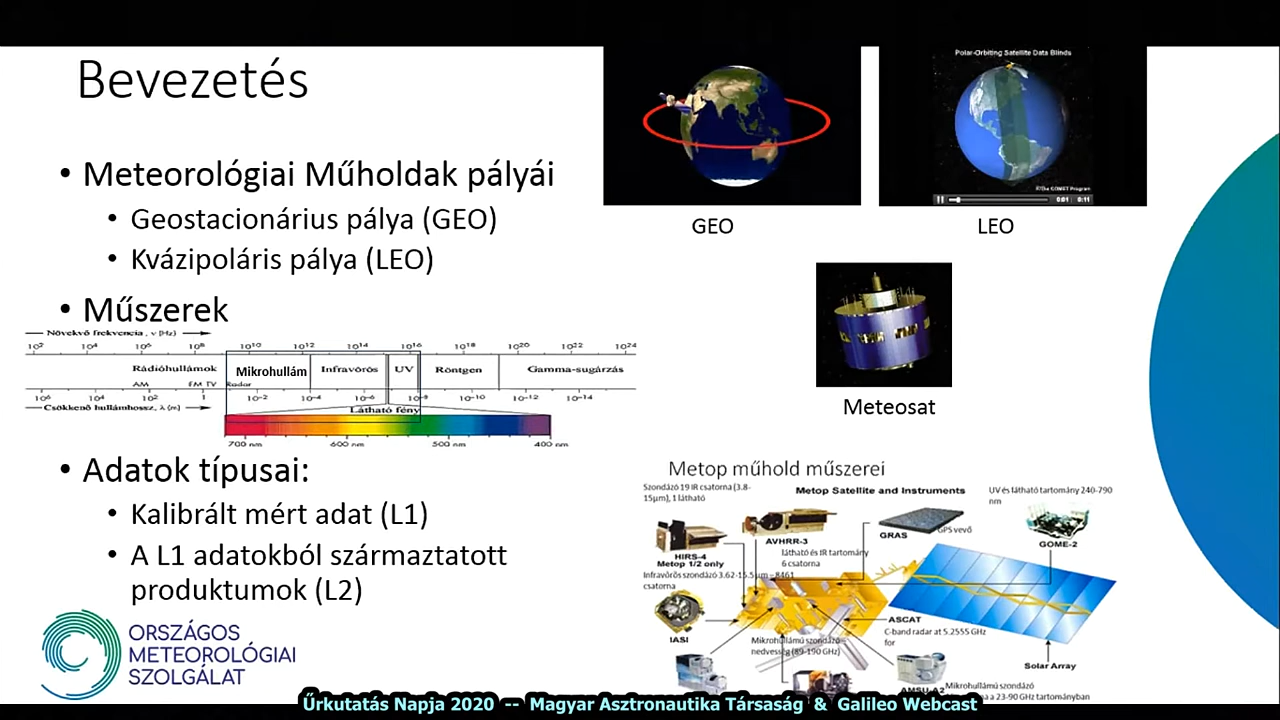 Bevezetés
• Meteorológiai Műholdak pályái
• Geostacionárius pálya (GEO)
• Kvázipoláris pálya (LEO)
• Műszerek
Növekvő frekvencia, ν (Hz)
10² 10⁴ 10⁶ 10⁸ 10¹⁰ 10¹² 10¹⁴ 10¹⁶ 10¹⁸ 10²⁰ 10²² 10²⁴
Rádióhullámok Mikrohullám Infravörös UV Röntgen Gamma-sugárzás
AM FM TV Radar
10⁶ 10⁴ 10² 1 10⁻² 10⁻⁴ 10⁻⁶ 10⁻⁸ 10⁻¹⁰ 10⁻¹² 10⁻¹⁴
Csökkenő hullámhossz, λ (m)
Látható fény
700 nm 600 nm 500 nm 400 nm
• Adatok típusai:
• Kalibrált mért adat (L1)
• A L1 adatokból származtatott
produktumok (L2)
ORSZÁGOS
METEOROLÓGIAI
SZOLGÁLAT
Polar-Orbiting Satellite Data Blinds
The COMET Program
0:01 0:11
GEO
LEO
Meteosat
Metop műhold műszerei
Metop Satellite and Instruments
Szondázó 19 IR csatorna (3.8-
15µm), 1 látható
UV és látható tartomány 240-790
nm
HIRS-4
Metop 1/2 only
AVHRR-3
látható és IR tartomány
6 csatorna
GRAS
GPS vevő
GOME-2
Infravörös szondázó 3.62-15.5 µm – 8461
csatorna
IASI
ASCAT
C-band radar at 5.2555 GHz
for
Mikrohullámú szondázó
nedvesség (89-190 GHz)
Solar Array
AMSU-A2
Mikrohullámú szondázó
a 23-90 GHz tartományban
Űrkutatás Napja 2020 -- Magyar Asztronautika Társaság & Galileo Webcast